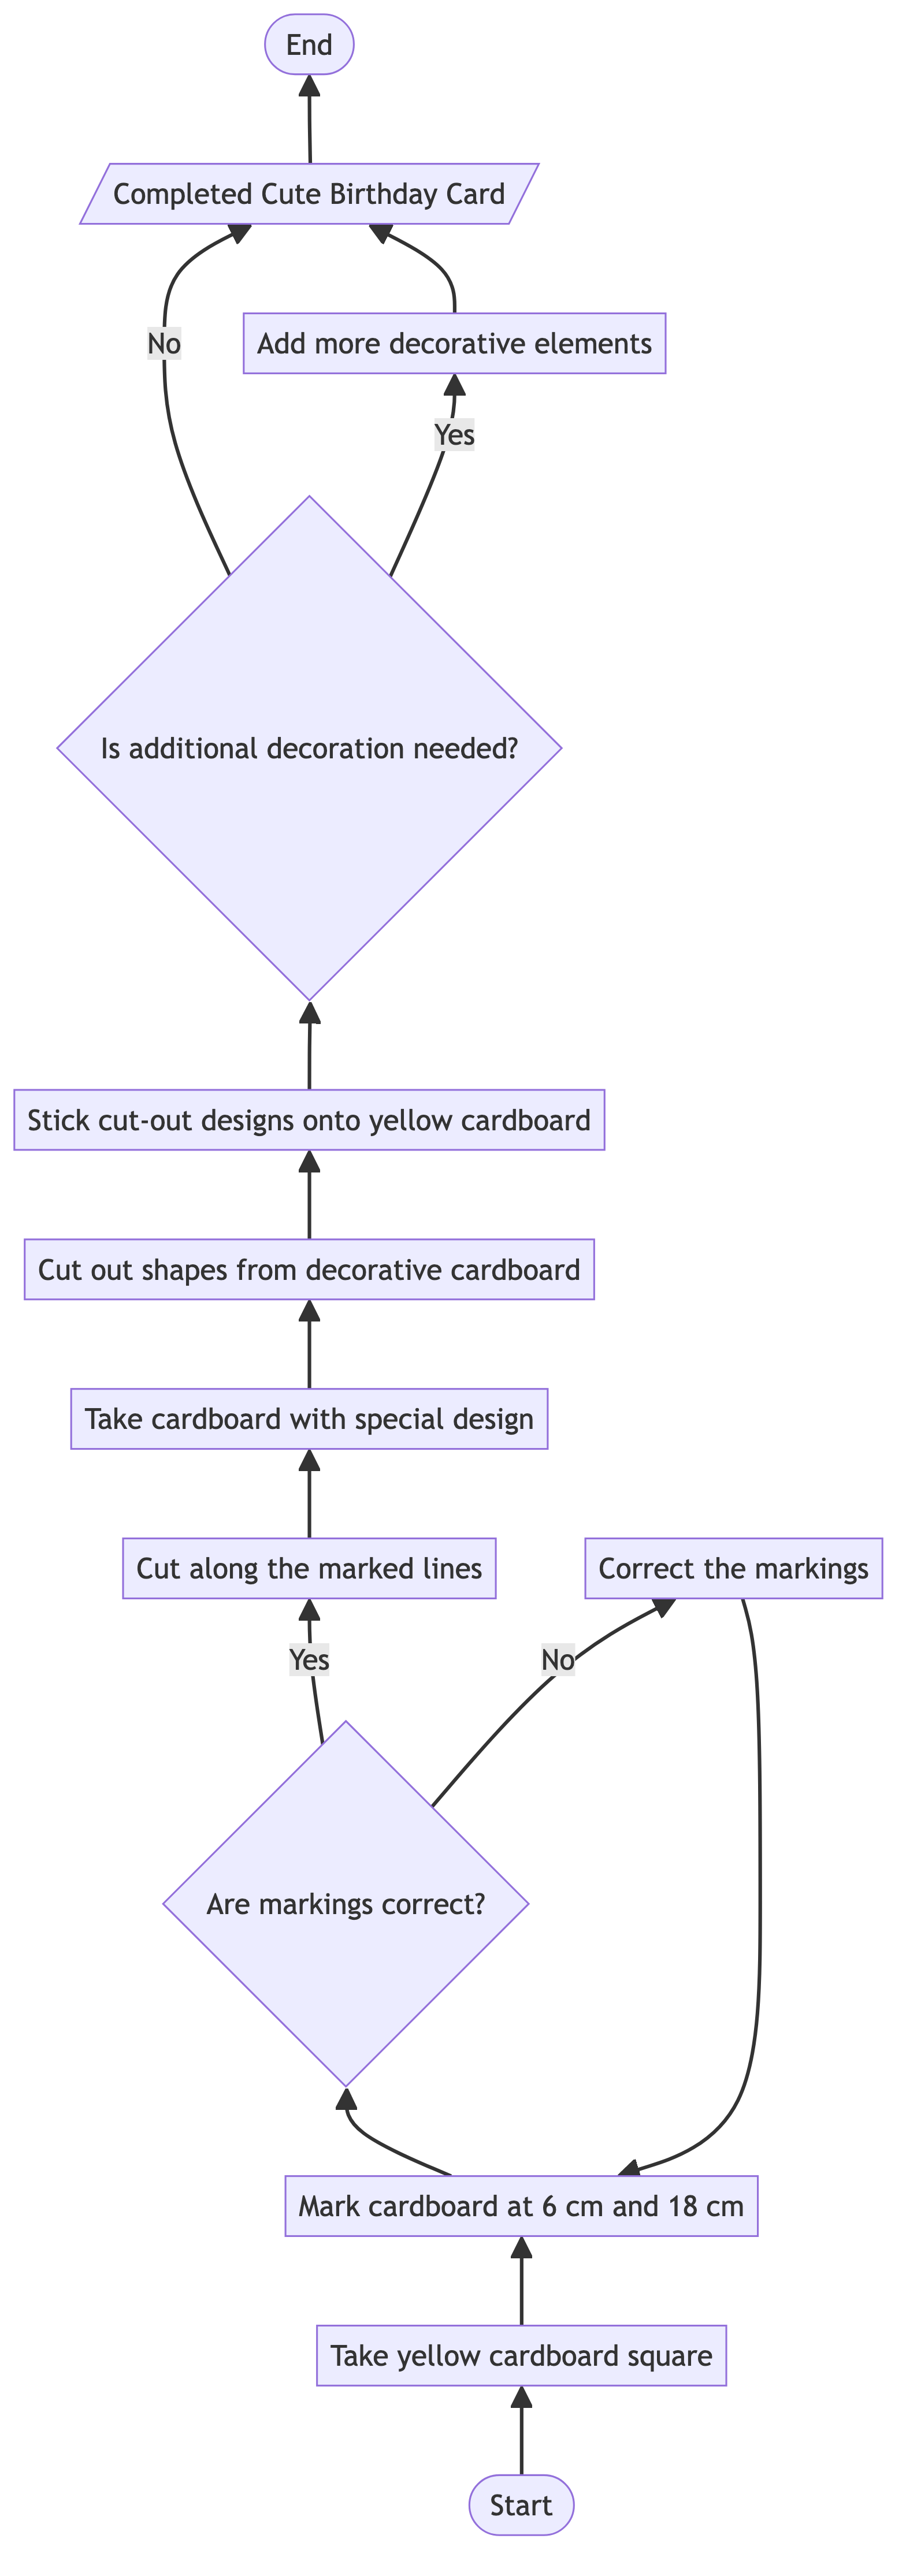 End
Completed Cute Birthday Card
No
Add more decorative elements
Yes
Is additional decoration needed?
Stick cut-out designs onto yellow cardboard
Cut out shapes from decorative cardboard
Take cardboard with special design
Cut along the marked lines
Correct the markings
Yes
No
Are markings correct?
Mark cardboard at 6 cm and 18 cm
Take yellow cardboard square
Start